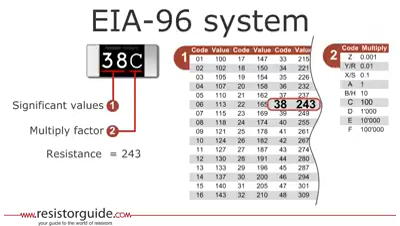 EIA-96 system
38C
Significant values 1
Multiply factor 2
Resistance = 243
1
Code Value Code Value Code Value
01 100 17 147 33 215
02 102 18 150 34 221
03 105 19 154 35 226
04 107 20 158 36 232
05 110 21 162 37 237
06 113 22 165 38 243
07 115 23 169 39 249
08 118 24 174 40 255
09 121 25 178 41 261
10 124 26 182 42 267
11 127 27 187 43 274
12 130 28 191 44 280
13 133 29 196 45 287
14 137 30 200 46 294
15 140 31 205 47 301
16 143 32 210 48 309
2
Code Multiply
Z 0.001
Y/R 0.01
X/S 0.1
A 1
B/H 10
C 100
D 1'000
E 10'000
F 100'000
www.resistorguide.com
your guide to the world of resistors